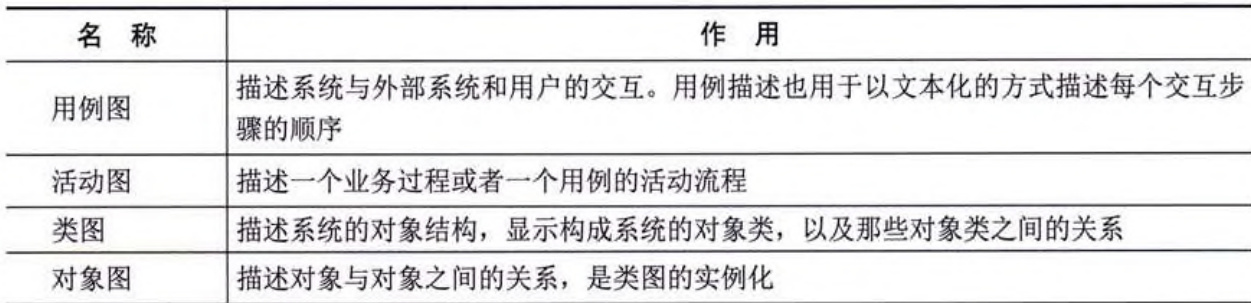 名 称 作 用
用例图 描述系统与外部系统和用户的交互。用例描述也用于以文本化的方式描述每个交互步
骤的顺序
活动图 描述一个业务过程或者一个用例的活动流程
类图 描述系统的对象结构，显示构成系统的对象类，以及那些对象类之间的关系
对象图 描述对象与对象之间的关系，是类图的实例化